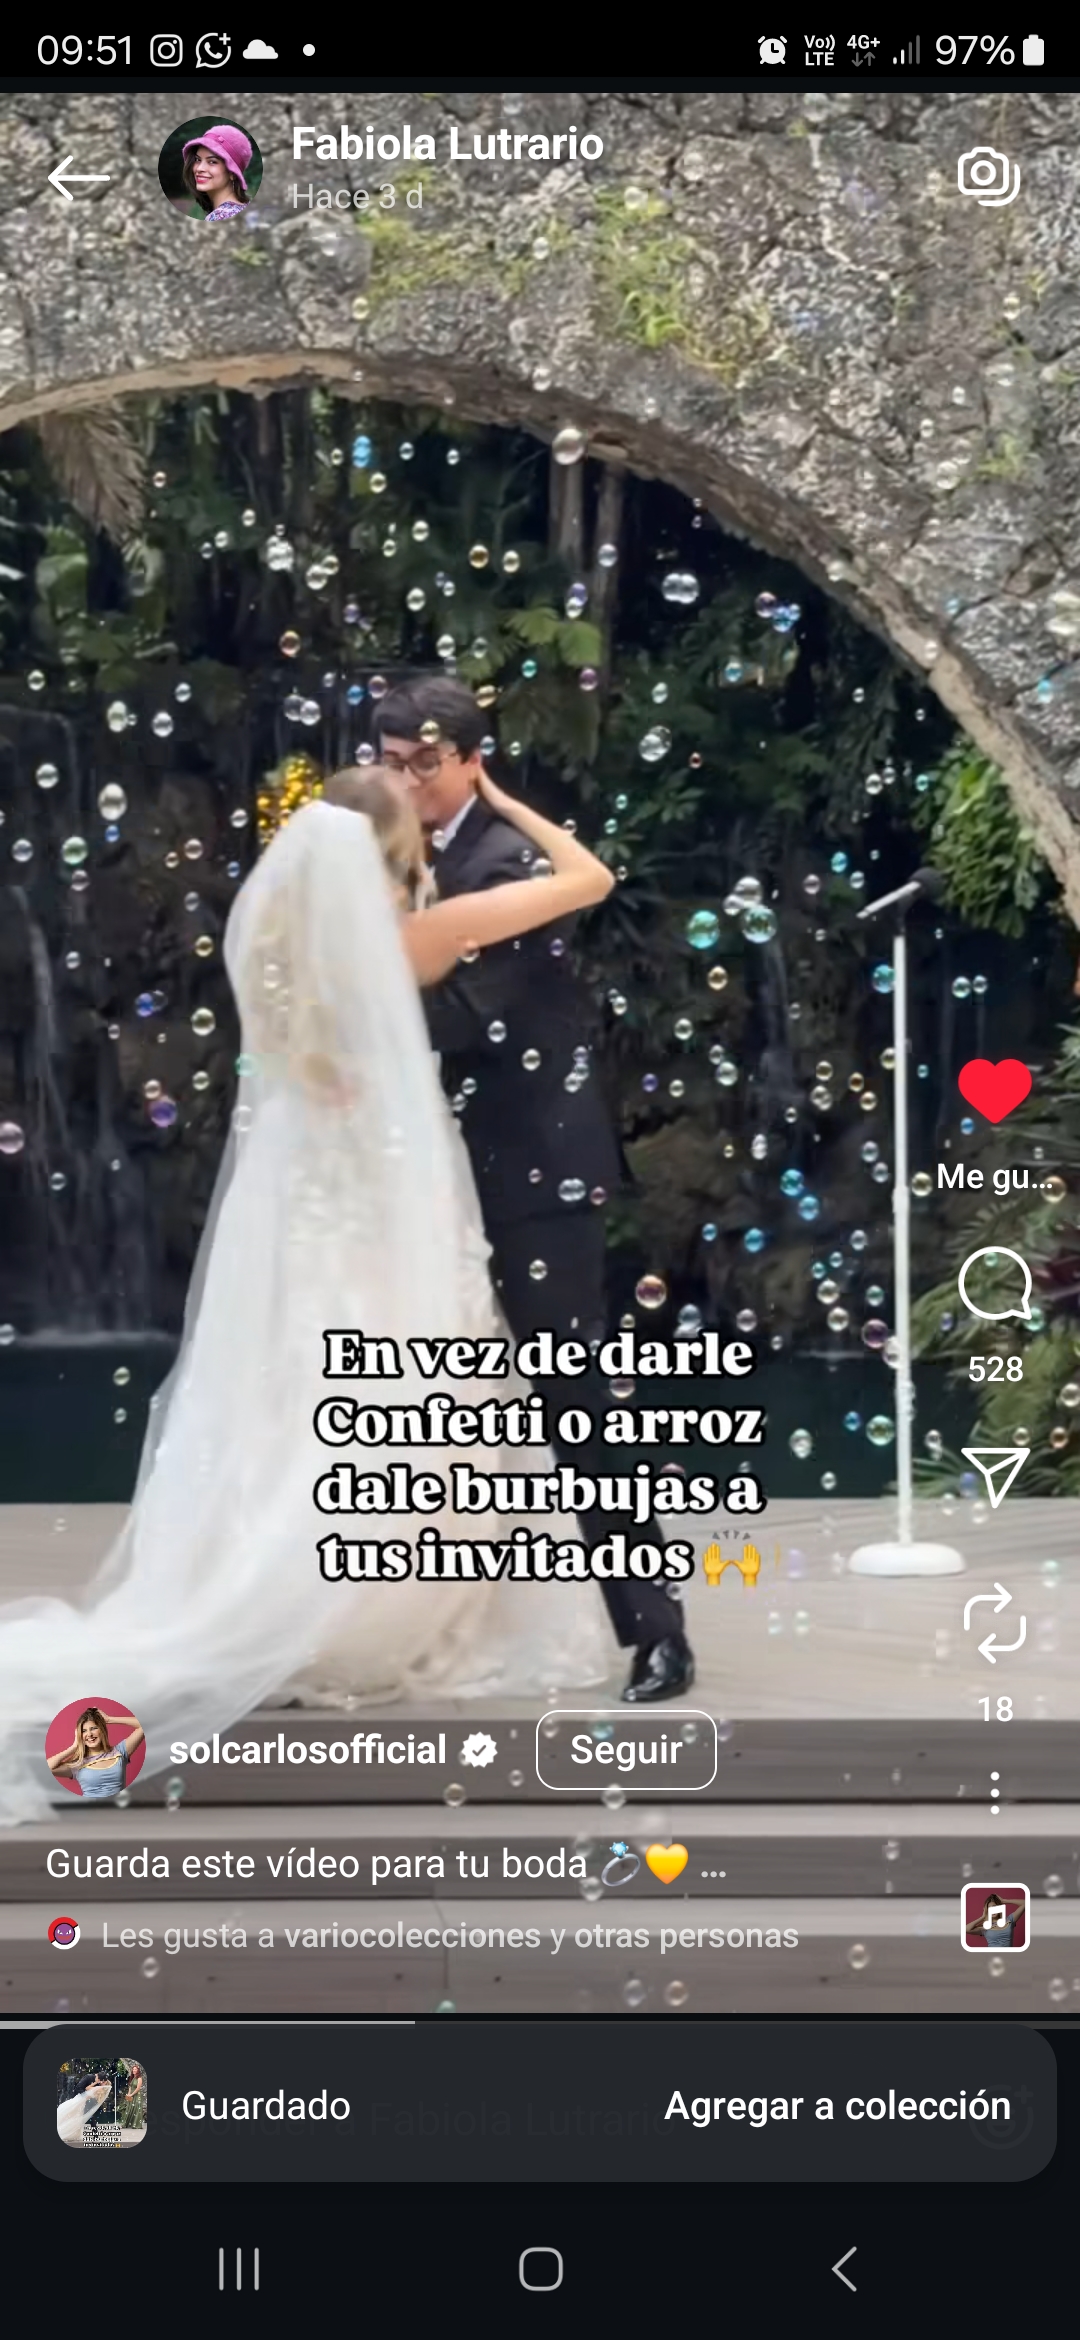 09:51
Vo))
LTE
4G+
97%
Fabiola Lutrario
Hace 3 d
Me gu...
528
En vez de darle
Confetti o arroz
dale burbujas a
tus invitados 🙌
18
solcarlosofficial
Seguir
Guarda este vídeo para tu boda 💍💛 ...
Les gusta a variocolecciones y otras personas
Guardado
Agregar a colección